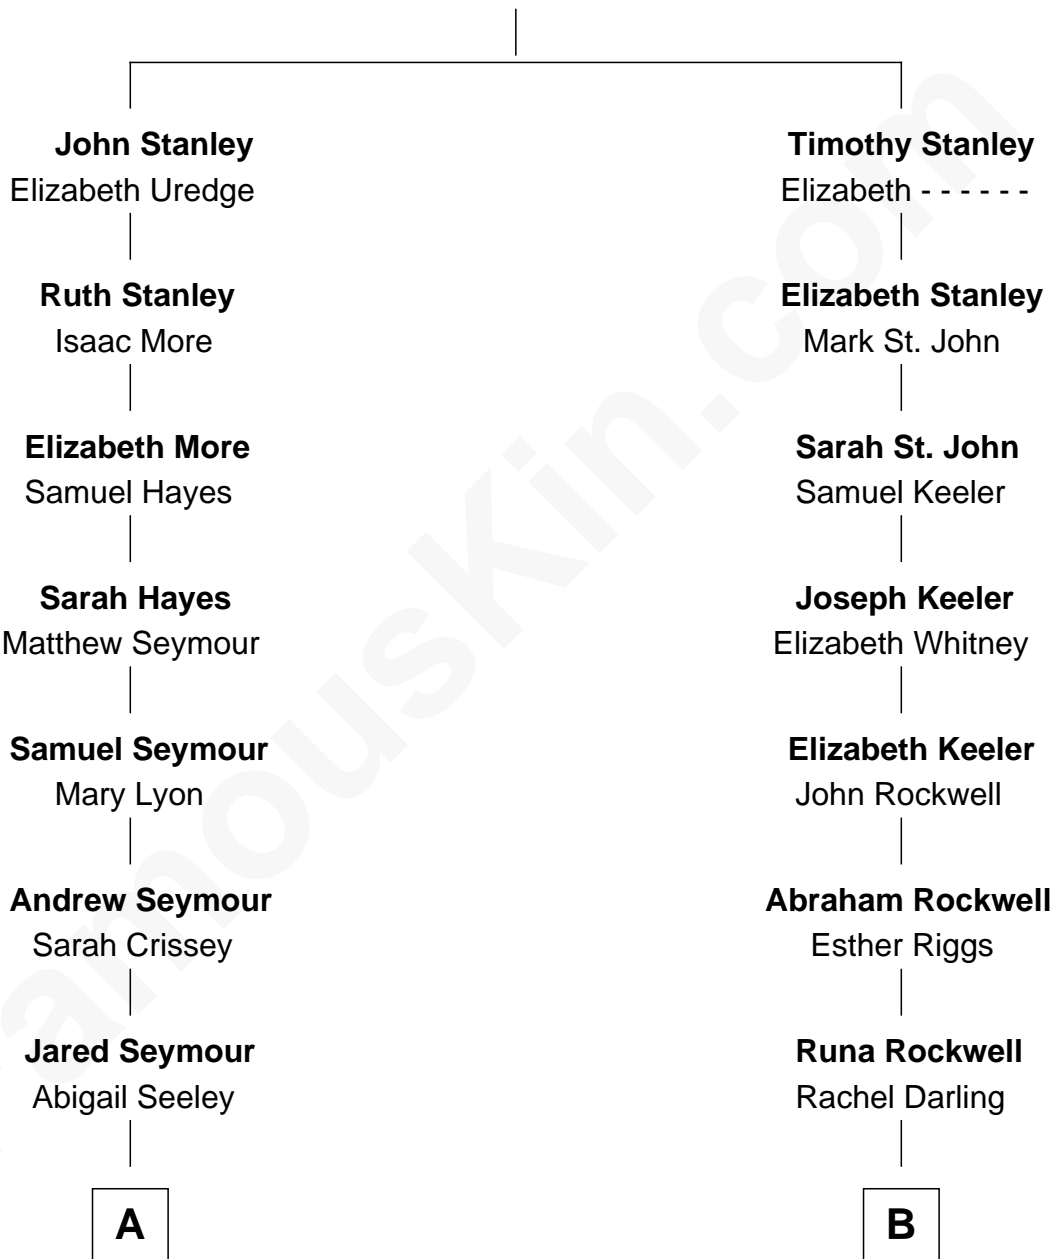 John Stanley
Elizabeth Uredge
Ruth Stanley
Isaac More
Elizabeth More
Samuel Hayes
Sarah Hayes
Matthew Seymour
Samuel Seymour
Mary Lyon
Andrew Seymour
Sarah Crissey
Jared Seymour
Abigail Seeley
A
Timothy Stanley
Elizabeth - - - - - -
Elizabeth Stanley
Mark St. John
Sarah St. John
Samuel Keeler
Joseph Keeler
Elizabeth Whitney
Elizabeth Keeler
John Rockwell
Abraham Rockwell
Esther Riggs
Runa Rockwell
Rachel Darling
B
amouskin.com